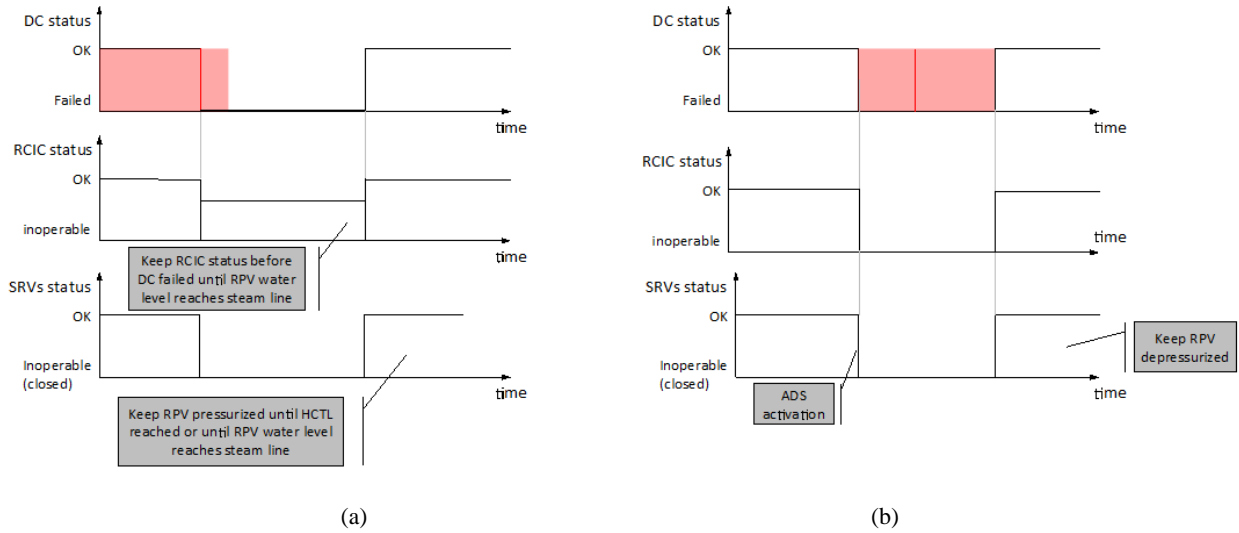 DC status
OK
Failed
time
RCIC status
OK
inoperable
time
Keep RCIC status before
DC failed until RPV water
level reaches steam line
SRVs status
OK
Inoperable
(closed)
time
Keep RPV pressurized until HCTL
reached or until RPV water level
reaches steam line
(a)
DC status
OK
Failed
time
RCIC status
OK
inoperable
time
SRVs status
OK
Inoperable
(closed)
time
Keep RPV
depressurized
ADS
activation
(b)